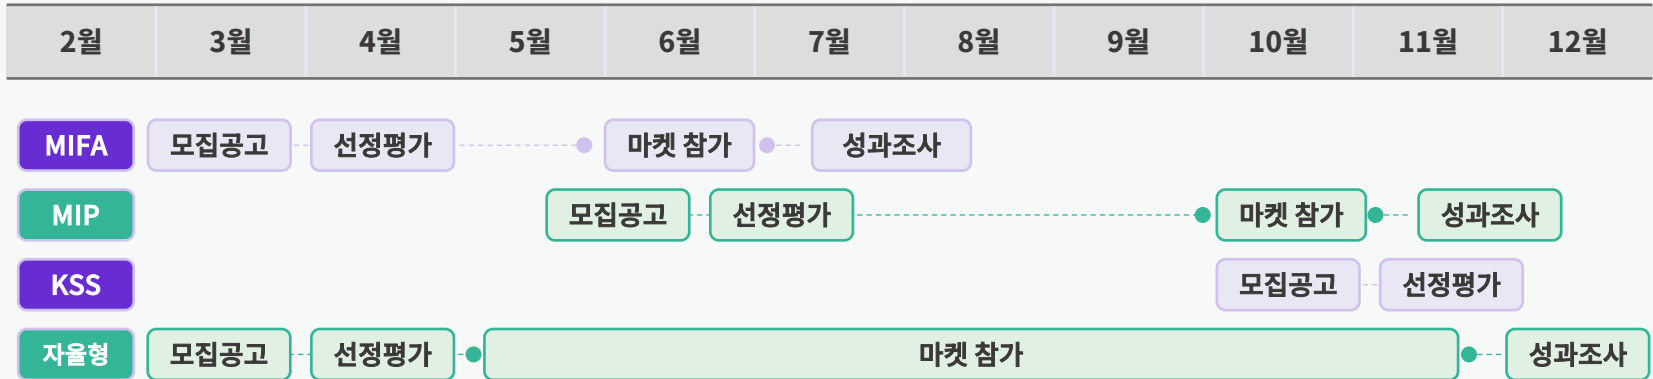 2월 3월 4월 5월 6월 7월 8월 9월 10월 11월 12월
MIFA 모집공고 선정평가 마켓 참가 성과조사
MIP 모집공고 선정평가 마켓 참가 성과조사
KSS 모집공고 선정평가
자율형 모집공고 선정평가 마켓 참가 성과조사